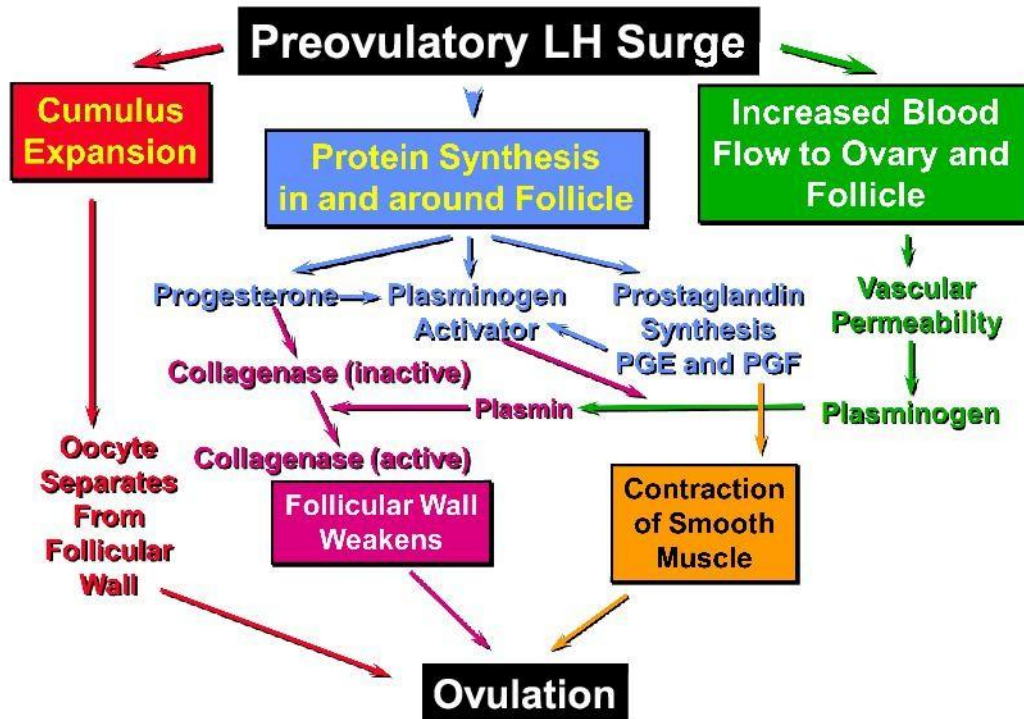 Preovulatory LH Surge
Cumulus
Expansion
Protein Synthesis
in and around Follicle
Increased Blood
Flow to Ovary and
Follicle
Progesterone
Plasminogen
Activator
Prostaglandin
Synthesis
PGE and PGF
Vascular
Permeability
Collagenase (inactive)
Plasmin
Plasminogen
Collagenase (active)
Oocyte
Separates
From
Follicular
Wall
Follicular Wall
Weakens
Contraction
of Smooth
Muscle
Ovulation